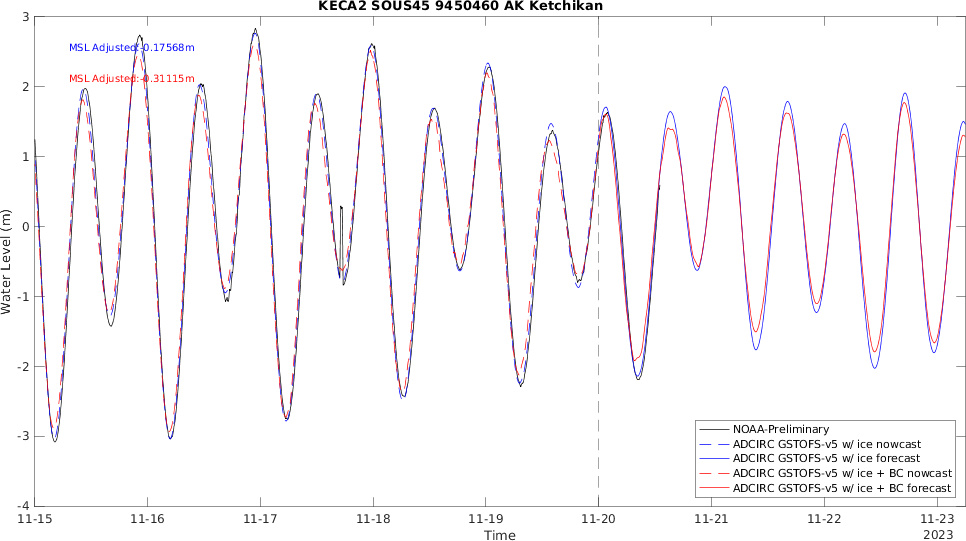 KECA2 SOUS45 9450460 AK Ketchikan
MSL Adjusted:-0.17568m
MSL Adjusted:-0.31115m
3
2
1
0
-1
-2
-3
-4
Water Level (m)
NOAA-Preliminary
ADCIRC GSTOFS-v5 w/ ice nowcast
ADCIRC GSTOFS-v5 w/ ice forecast
ADCIRC GSTOFS-v5 w/ ice + BC nowcast
ADCIRC GSTOFS-v5 w/ ice + BC forecast
11-15 11-16 11-17 11-18 11-19 11-20 11-21 11-22 11-23
Time
2023